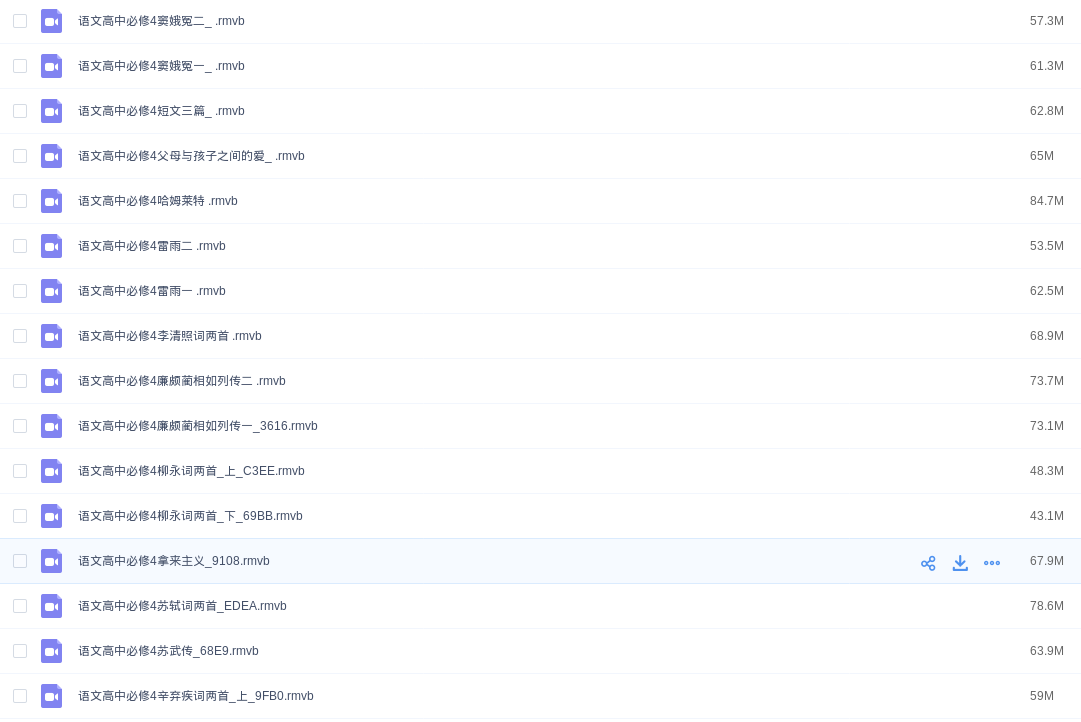 语文高中必修4窦娥冤二_ .rmvb 57.3M
语文高中必修4窦娥冤一_ .rmvb 61.3M
语文高中必修4短文三篇_ .rmvb 62.8M
语文高中必修4父母与孩子之间的爱_ .rmvb 65M
语文高中必修4哈姆莱特 .rmvb 84.7M
语文高中必修4雷雨二 .rmvb 53.5M
语文高中必修4雷雨一 .rmvb 62.5M
语文高中必修4李清照词两首 .rmvb 68.9M
语文高中必修4廉颇蔺相如列传二 .rmvb 73.7M
语文高中必修4廉颇蔺相如列传一_3616.rmvb 73.1M
语文高中必修4柳永词两首_上_C3EE.rmvb 48.3M
语文高中必修4柳永词两首_下_69BB.rmvb 43.1M
语文高中必修4拿来主义_9108.rmvb 67.9M
语文高中必修4苏轼词两首_EDEA.rmvb 78.6M
语文高中必修4苏武传_68E9.rmvb 63.9M
语文高中必修4辛弃疾词两首_上_9FB0.rmvb 59M